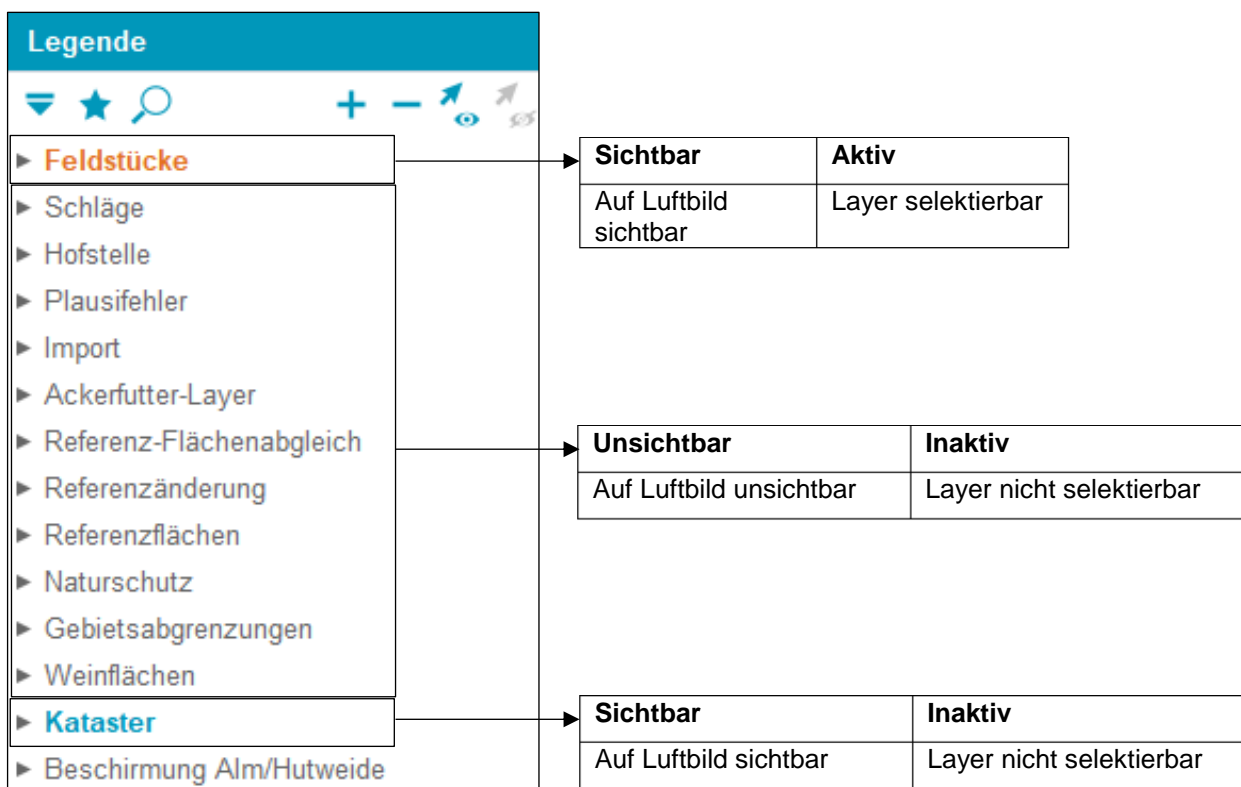 Legende
Feldstücke
Schläge
Hofstelle
Plausifehler
Import
Ackerfutter-Layer
Referenz-Flächenabgleich
Referenzänderung
Referenzflächen
Naturschutz
Gebietsabgrenzungen
Weinflächen
Kataster
Beschirmung Alm/Hutweide
Sichtbar Aktiv
Auf Luftbild Layer selektierbar
sichtbar
Unsichtbar Inaktiv
Auf Luftbild unsichtbar Layer nicht selektierbar
Sichtbar Inaktiv
Auf Luftbild sichtbar Layer nicht selektierbar